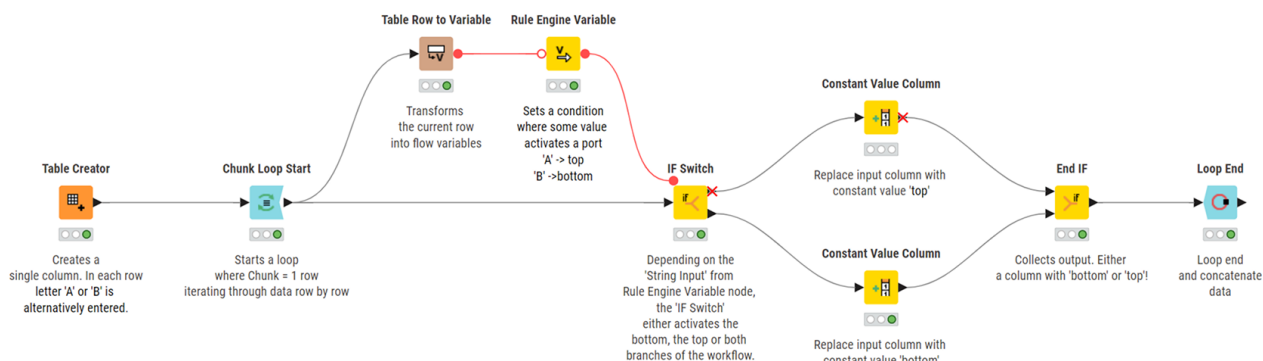 Table Row to Variable
Rule Engine Variable
Transforms
the current row
into flow variables
Sets a condition
where some value
activates a port
'A' -> top
'B' ->bottom
Constant Value Column
Replace input column with
constant value 'top'
Table Creator
Creates a
single column. In each row
letter 'A' or 'B' is
alternatively entered.
Chunk Loop Start
Starts a loop
where Chunk = 1 row
iterating through data row by row
IF Switch
Depending on the
'String Input' from
Rule Engine Variable node,
the 'IF Switch'
either activates the
bottom, the top or both
branches of the workflow.
Constant Value Column
Replace input column with
constant value 'bottom'
End IF
Collects output. Either
a column with 'bottom' or 'top'!
Loop End
Loop end
and concatenate
data